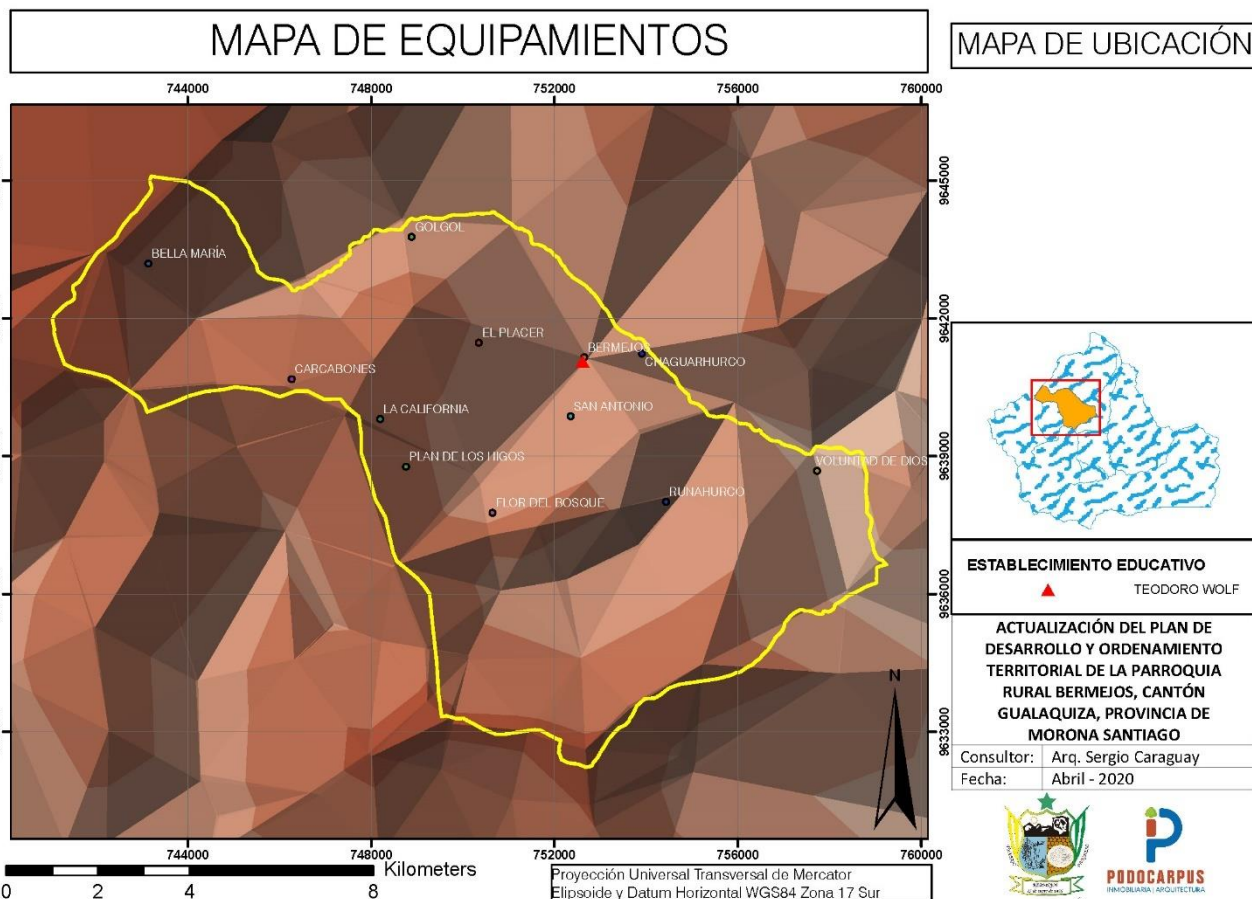 MAPA DE EQUIPAMIENTOS
MAPA DE UBICACIÓN
744000
748000
752000
756000
760000
9645000
GOLGOL
BELLA MARÍA
9642000
EL PLACER
BERMEJOS
CHAGUARHURCO
CARCABONES
LA CALIFORNIA
SAN ANTONIO
9639000
PLAN DE LOS HIGOS
VOLUNTAD DE DIOS
FLOR DEL BOSQUE
RUNAHURCO
9636000
N
9633000
744000
748000
752000
756000
760000
Kilometers
0
2
4
8
Proyección Universal Transversal de Mercator
Elipsoide y Datum Horizontal WGS84 Zona 17 Sur
ESTABLECIMIENTO EDUCATIVO
TEODORO WOLF
ACTUALIZACIÓN DEL PLAN DE
DESARROLLO Y ORDENAMIENTO
TERRITORIAL DE LA PARROQUIA
RURAL BERMEJOS, CANTÓN
GUALAQUIZA, PROVINCIA DE
MORONA SANTIAGO
Consultor: Arq. Sergio Caraguay
Fecha: Abril - 2020
PODOCARPUS
INMOBILIARIA | ARQUITECTURA